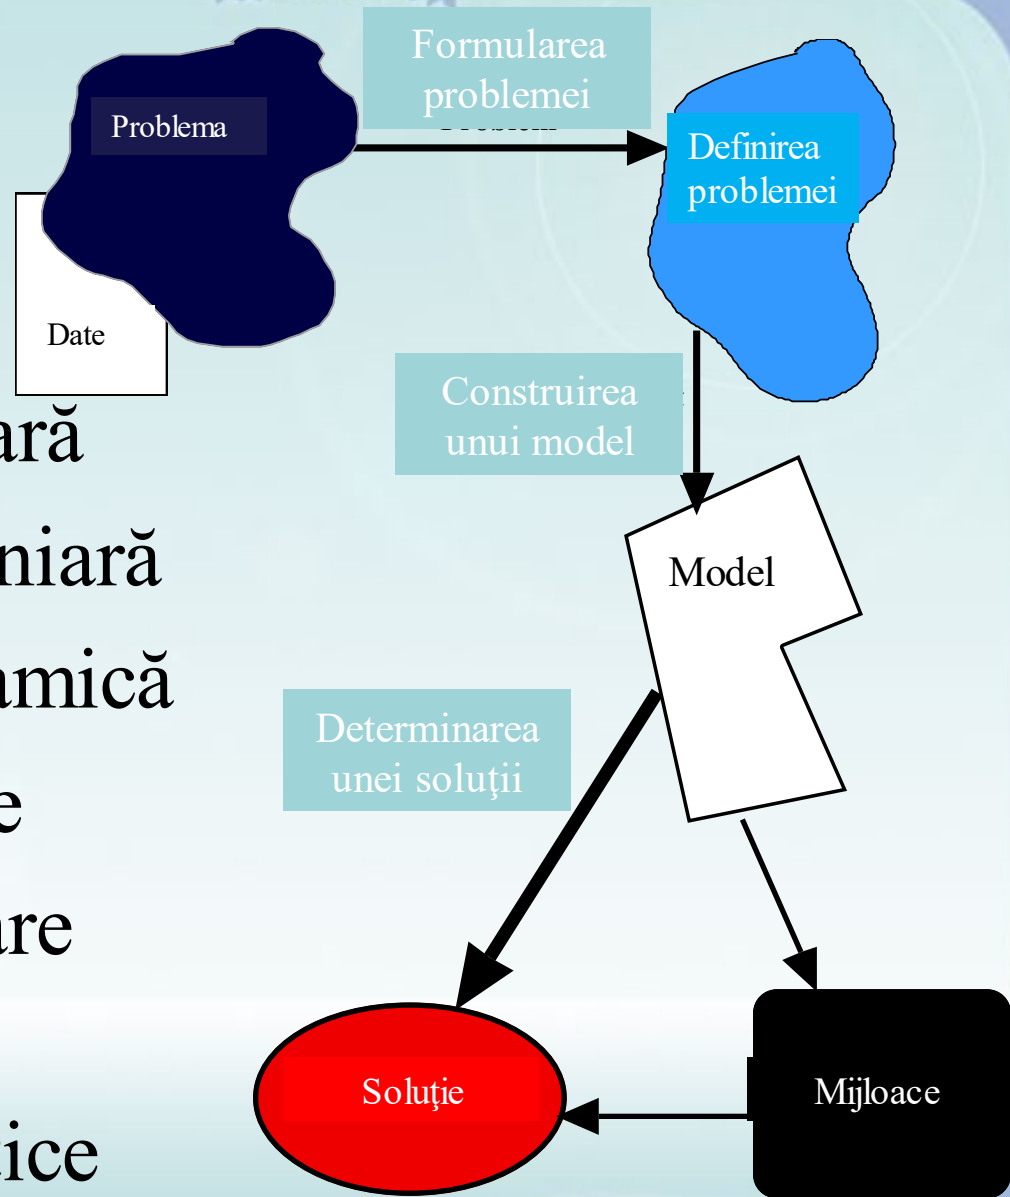 Formularea
problemei
Problema
Definirea
problemei
Date
Construirea
unui model
ară
niară
amică
e
are
ice
Model
Determinarea
unei soluţii
Soluţie
Mijloace